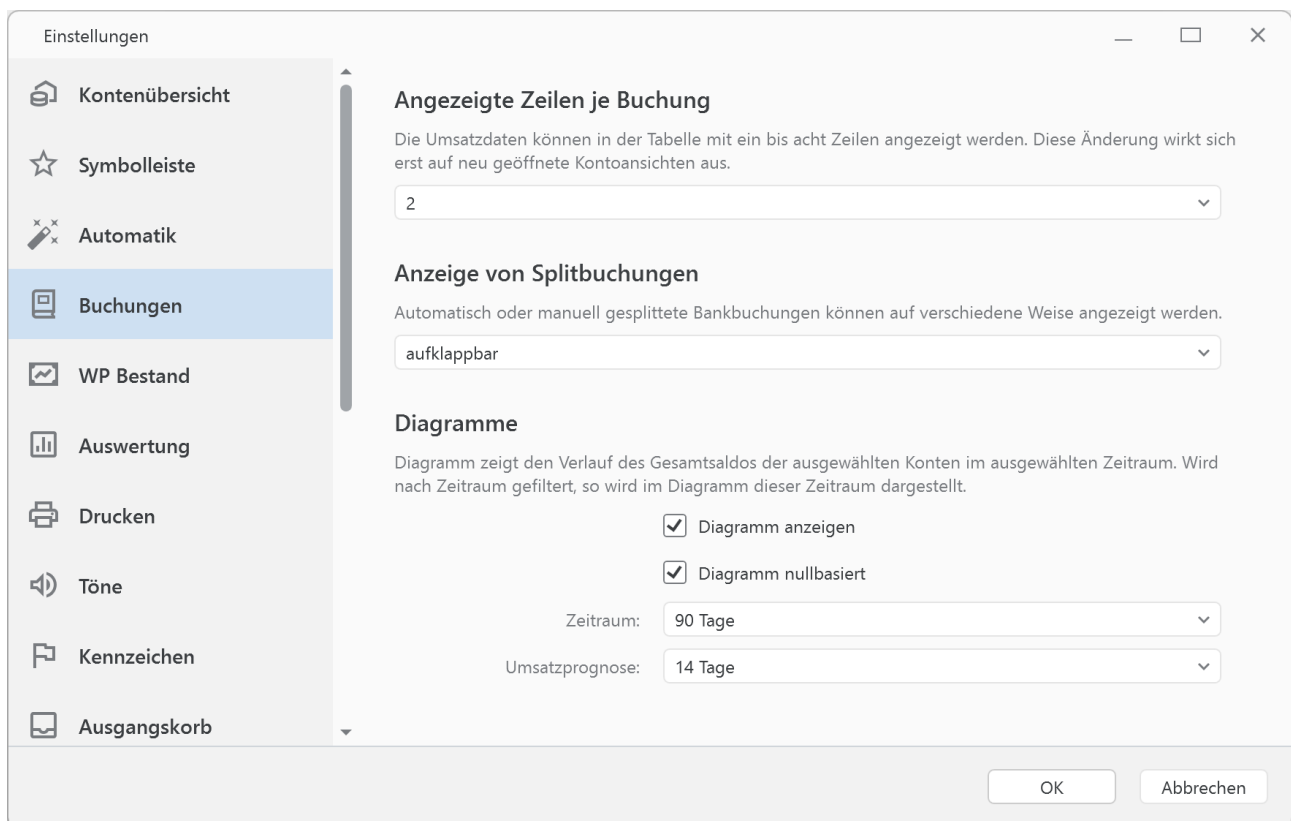 Einstellungen
Kontenübersicht
Symbolleiste
Automatik
Buchungen
WP Bestand
Auswertung
Drucken
Töne
Kennzeichen
Ausgangskorb
Angezeigte Zeilen je Buchung
Die Umsatzdaten können in der Tabelle mit ein bis acht Zeilen angezeigt werden. Diese Änderung wirkt sich
erst auf neu geöffnete Kontoansichten aus.
2
Anzeige von Splitbuchungen
Automatisch oder manuell gesplittete Bankbuchungen können auf verschiedene Weise angezeigt werden.
aufklappbar
Diagramme
Diagramm zeigt den Verlauf des Gesamtsaldos der ausgewählten Konten im ausgewählten Zeitraum. Wird
nach Zeitraum gefiltert, so wird im Diagramm dieser Zeitraum dargestellt.
Diagramm anzeigen
Diagramm nullbasiert
Zeitraum: 90 Tage
Umsatzprognose: 14 Tage
OK Abbrechen